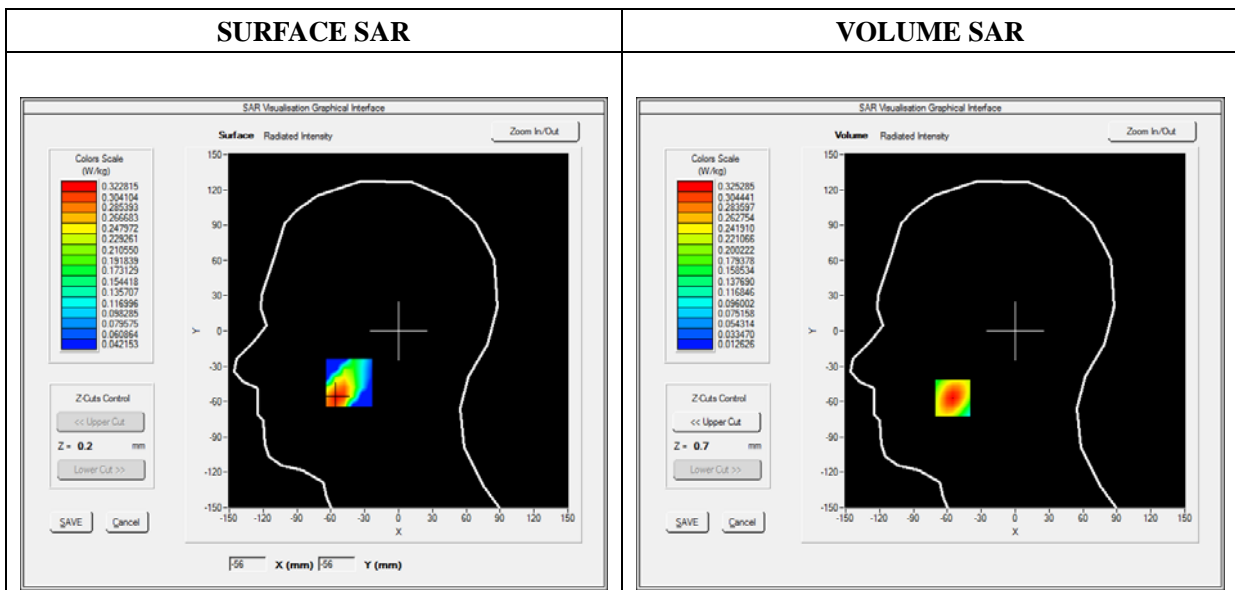 SURFACE SAR
VOLUME SAR
SAR Visualisation Graphical Interface
Surface Radiated Intensity
Zoom In/Out
Colors Scale
(W/kg)
0.322815
0.304104
0.285393
0.266683
0.247972
0.229261
0.210550
0.191839
0.173129
0.154418
0.135707
0.116996
0.098285
0.079575
0.060864
0.042153
Z-Cuts Control
<< Upper Cut
Z = 0.2 mm
Lower Cut >>
SAVE Cancel
150
120
90
60
30
0
-30
-60
-90
-120
-150
Y
-150 -120 -90 -60 -30 0 30 60 90 120 150
X
-56 X (mm) -56 Y (mm)
SAR Visualisation Graphical Interface
Volume Radiated Intensity
Zoom In/Out
Colors Scale
(W/kg)
0.325285
0.304441
0.283597
0.262754
0.241910
0.221066
0.200222
0.179378
0.158534
0.137690
0.116846
0.096002
0.075158
0.054314
0.033470
0.012626
Z-Cuts Control
<< Upper Cut
Z = 0.7 mm
Lower Cut >>
SAVE Cancel
150
120
90
60
30
0
-30
-60
-90
-120
-150
Y
-150 -120 -90 -60 -30 0 30 60 90 120 150
X